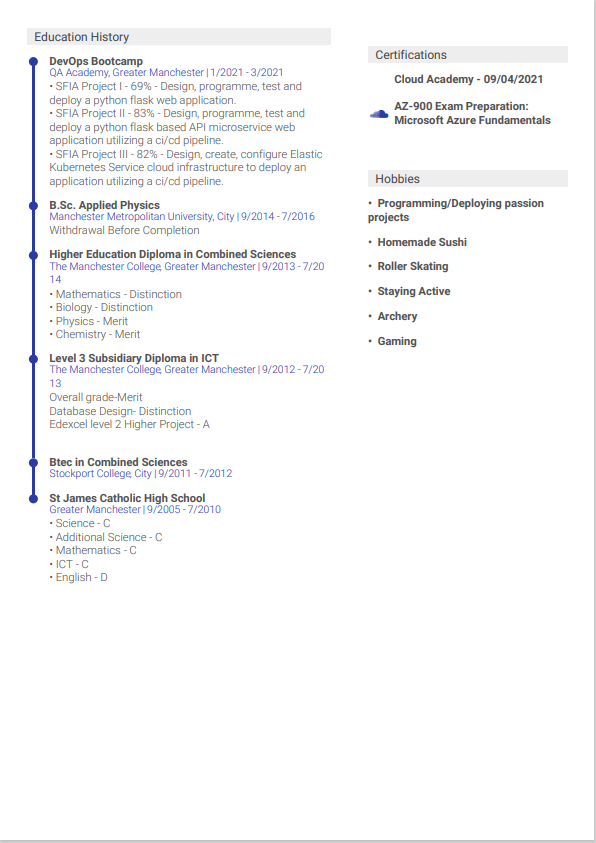 Education History
DevOps Bootcamp
QA Academy, Greater Manchester | 1/2021 - 3/2021
• SFIA Project I - 69% - Design, programme, test and
deploy a python flask web application.
• SFIA Project II - 83% - Design, programme, test and
deploy a python flask based API microservice web
application utilizing a ci/cd pipeline.
• SFIA Project III - 82% - Design, create, configure Elastic
Kubernetes Service cloud infrastructure to deploy an
application utilizing a ci/cd pipeline.
B.Sc. Applied Physics
Manchester Metropolitan University, City | 9/2014 - 7/2016
Withdrawal Before Completion
Higher Education Diploma in Combined Sciences
The Manchester College, Greater Manchester | 9/2013 - 7/20
14
• Mathematics - Distinction
• Biology - Distinction
• Physics - Merit
• Chemistry - Merit
Level 3 Subsidiary Diploma in ICT
The Manchester College, Greater Manchester | 9/2012 - 7/20
13
Overall grade-Merit
Database Design- Distinction
Edexcel level 2 Higher Project - A
Btec in Combined Sciences
Stockport College, City | 9/2011 - 7/2012
St James Catholic High School
Greater Manchester | 9/2005 - 7/2010
• Science - C
• Additional Science - C
• Mathematics - C
• ICT - C
• English - D
Certifications
Cloud Academy - 09/04/2021
AZ-900 Exam Preparation:
Microsoft Azure Fundamentals
Hobbies
• Programming/Deploying passion
projects
• Homemade Sushi
• Roller Skating
• Staying Active
• Archery
• Gaming